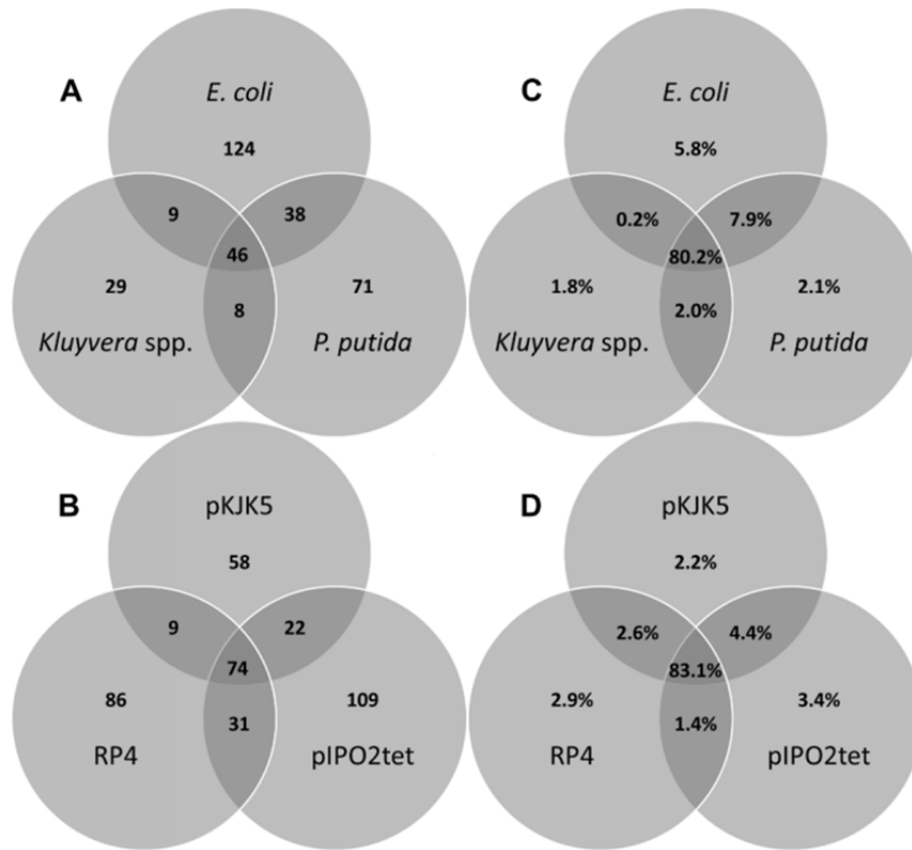 A
E. coli
124
9
38
46
29
8
71
Kluyvera spp.
P. putida
C
E. coli
5.8%
0.2%
7.9%
80.2%
1.8%
2.0%
2.1%
Kluyvera spp.
P. putida
B
pKJK5
58
9
22
74
86
31
109
RP4
pIPO2tet
D
pKJK5
2.2%
2.6%
4.4%
83.1%
2.9%
1.4%
3.4%
RP4
pIPO2tet